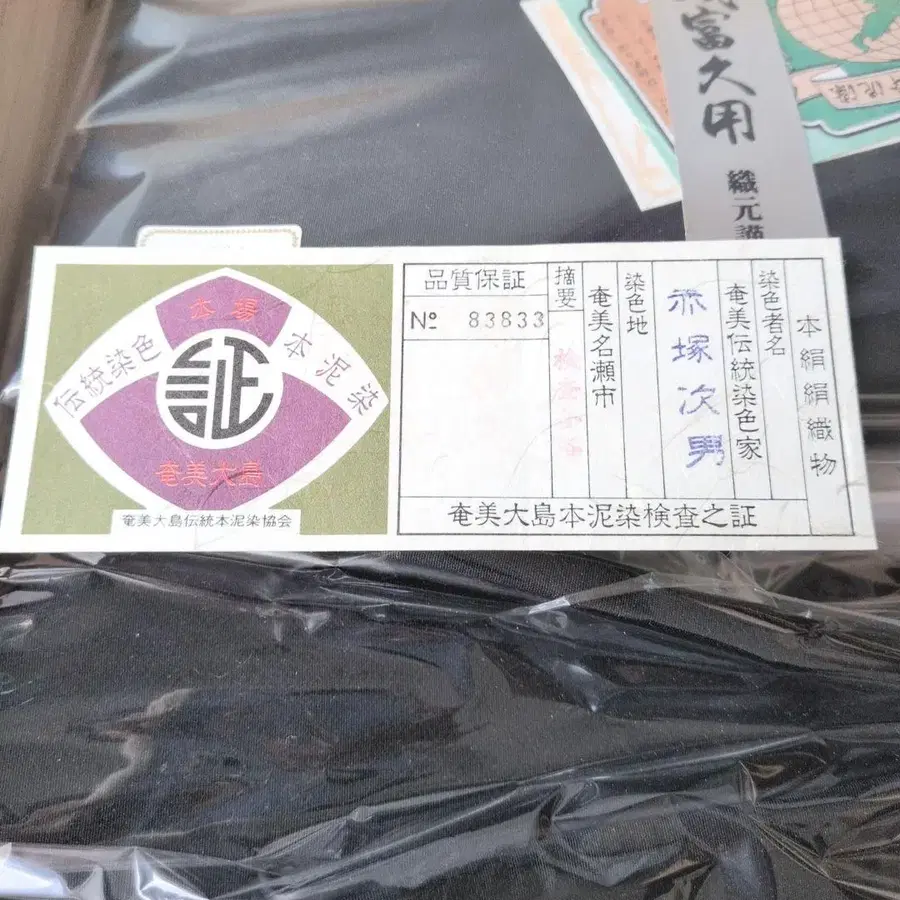 富久用
織元謹
本場
伝統染色
本泥染
証
奄美大島
奄美大島伝統本泥染協会
品質保証
№ 83833
摘要
染色地
奄美名瀬市
赤塚次男
染色者名
奄美伝統染色家
本絹絹織物
奄美大島本泥染検査之証